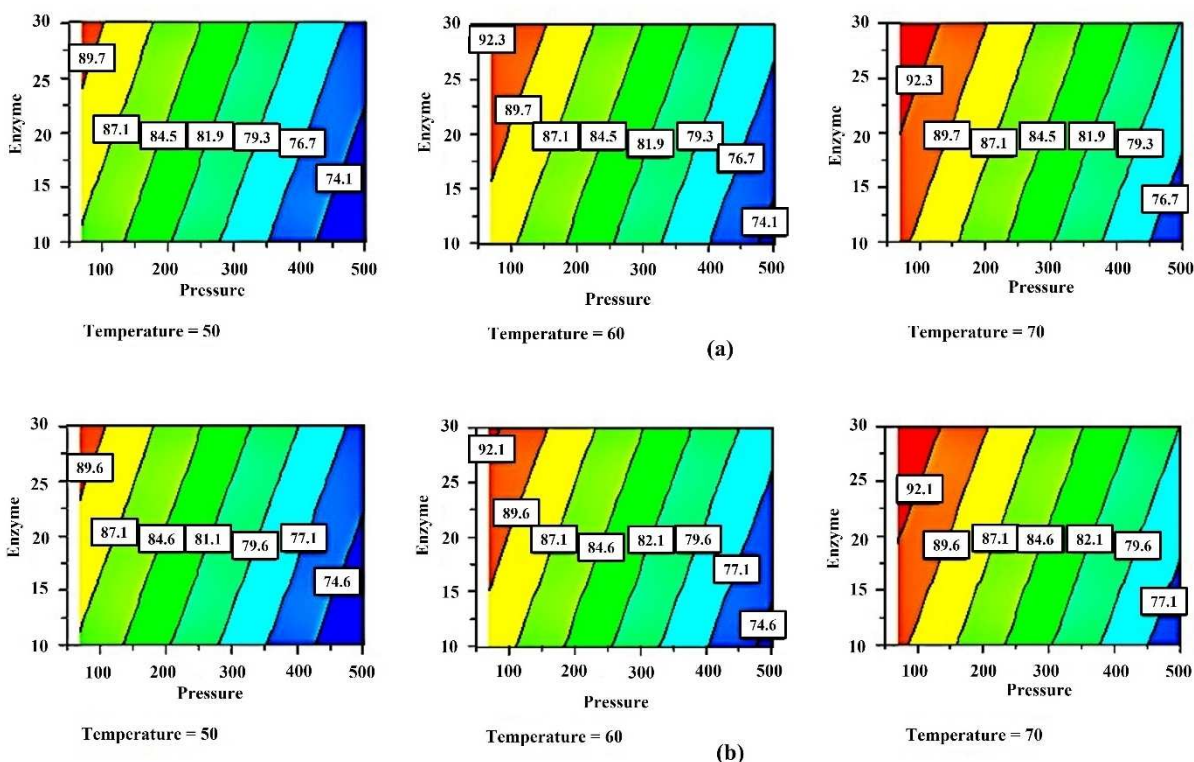 30
25
20
15
10
Enzyme
89.7
87.1 84.5 81.9 79.3 76.7
74.1
100 200 300 400 500
Pressure
Temperature = 50
30
25
20
15
10
Enzyme
92.3
89.7
87.1 84.5 81.9 79.3
76.7
74.1
100 200 300 400 500
Pressure
Temperature = 60
30
25
20
15
10
Enzyme
92.3
89.7 87.1 84.5 81.9 79.3
76.7
100 200 300 400 500
Pressure
Temperature = 70
(a)
30
25
20
15
10
Enzyme
89.6
87.1 84.6 81.1 79.6 77.1
74.6
100 200 300 400 500
Pressure
Temperature = 50
30
25
20
15
10
Enzyme
92.1
89.6
87.1 84.6 82.1 79.6
77.1
74.6
100 200 300 400 500
Pressure
Temperature = 60
30
25
20
15
10
Enzyme
92.1
89.6 87.1 84.6 82.1 79.6
77.1
100 200 300 400 500
Pressure
Temperature = 70
(b)